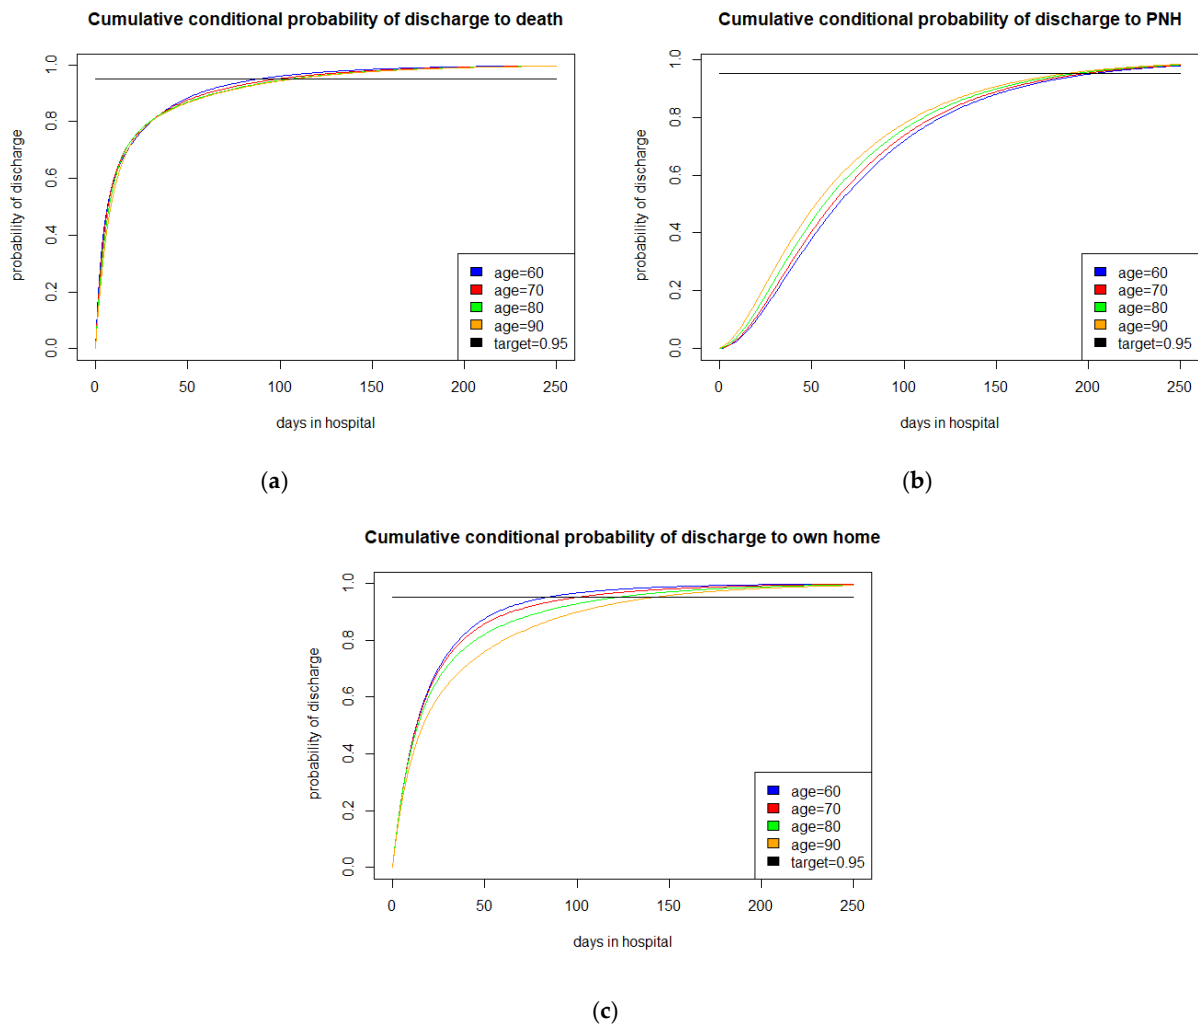 Cumulative conditional probability of discharge to death
probability of discharge
1.0
0.8
0.6
0.4
0.2
0.0
age=60
age=70
age=80
age=90
target=0.95
0 50 100 150 200 250
days in hospital
(a)
Cumulative conditional probability of discharge to PNH
probability of discharge
1.0
0.8
0.6
0.4
0.2
0.0
age=60
age=70
age=80
age=90
target=0.95
0 50 100 150 200 250
days in hospital
(b)
Cumulative conditional probability of discharge to own home
probability of discharge
1.0
0.8
0.6
0.4
0.2
0.0
age=60
age=70
age=80
age=90
target=0.95
0 50 100 150 200 250
days in hospital
(c)